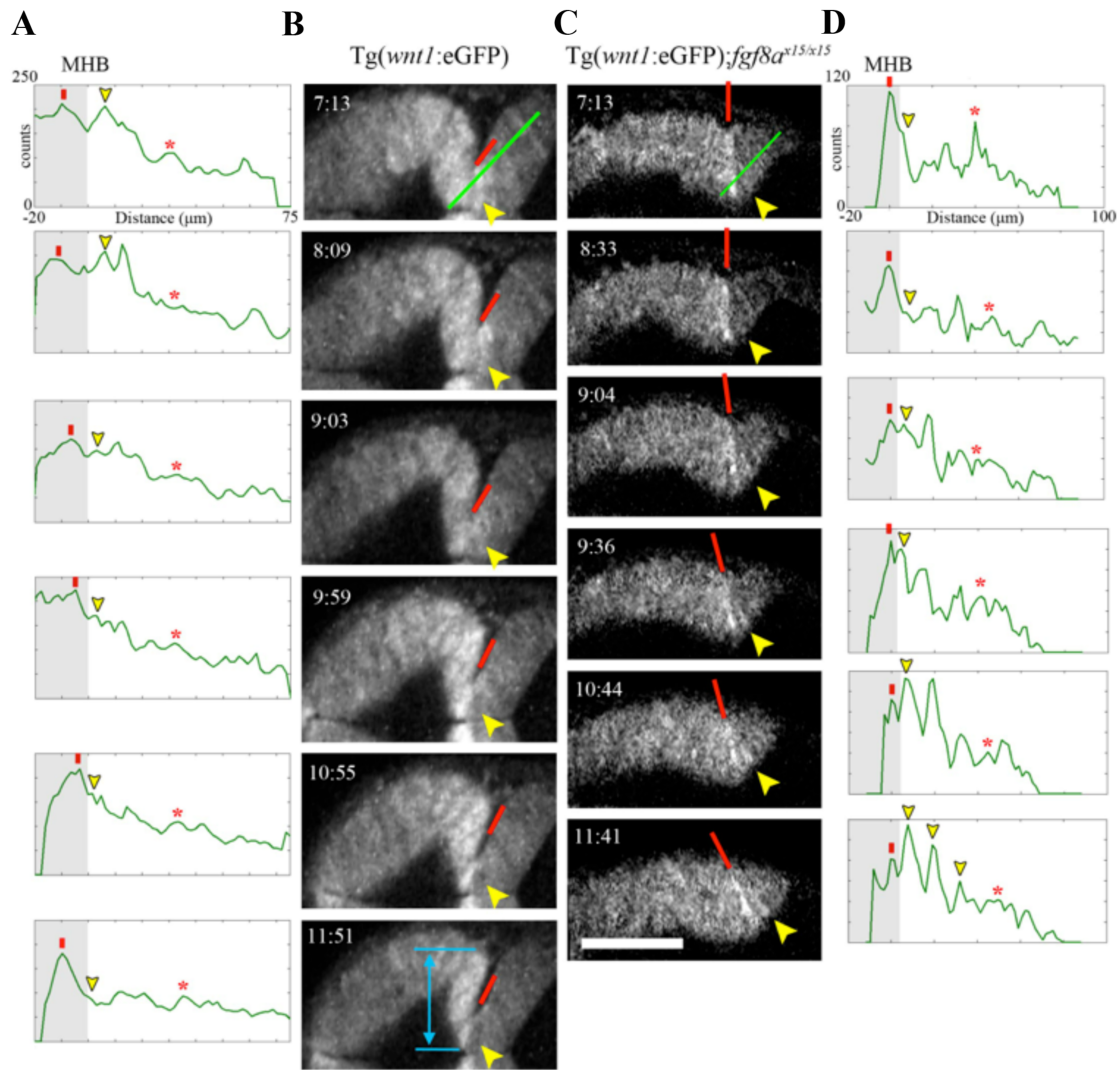 A B C D
Tg(wnt1:eGFP) Tg(wnt1:eGFP);fgf8a^x15/x15
MHB MHB
250 120
counts counts
* *
0 0
-20 Distance (µm) 75 -20 Distance (µm) 100
7:13 7:13
8:09 8:33
* *
9:03 9:04
* *
9:59 9:36
* *
10:55 10:44
* *
11:51 11:41
* *